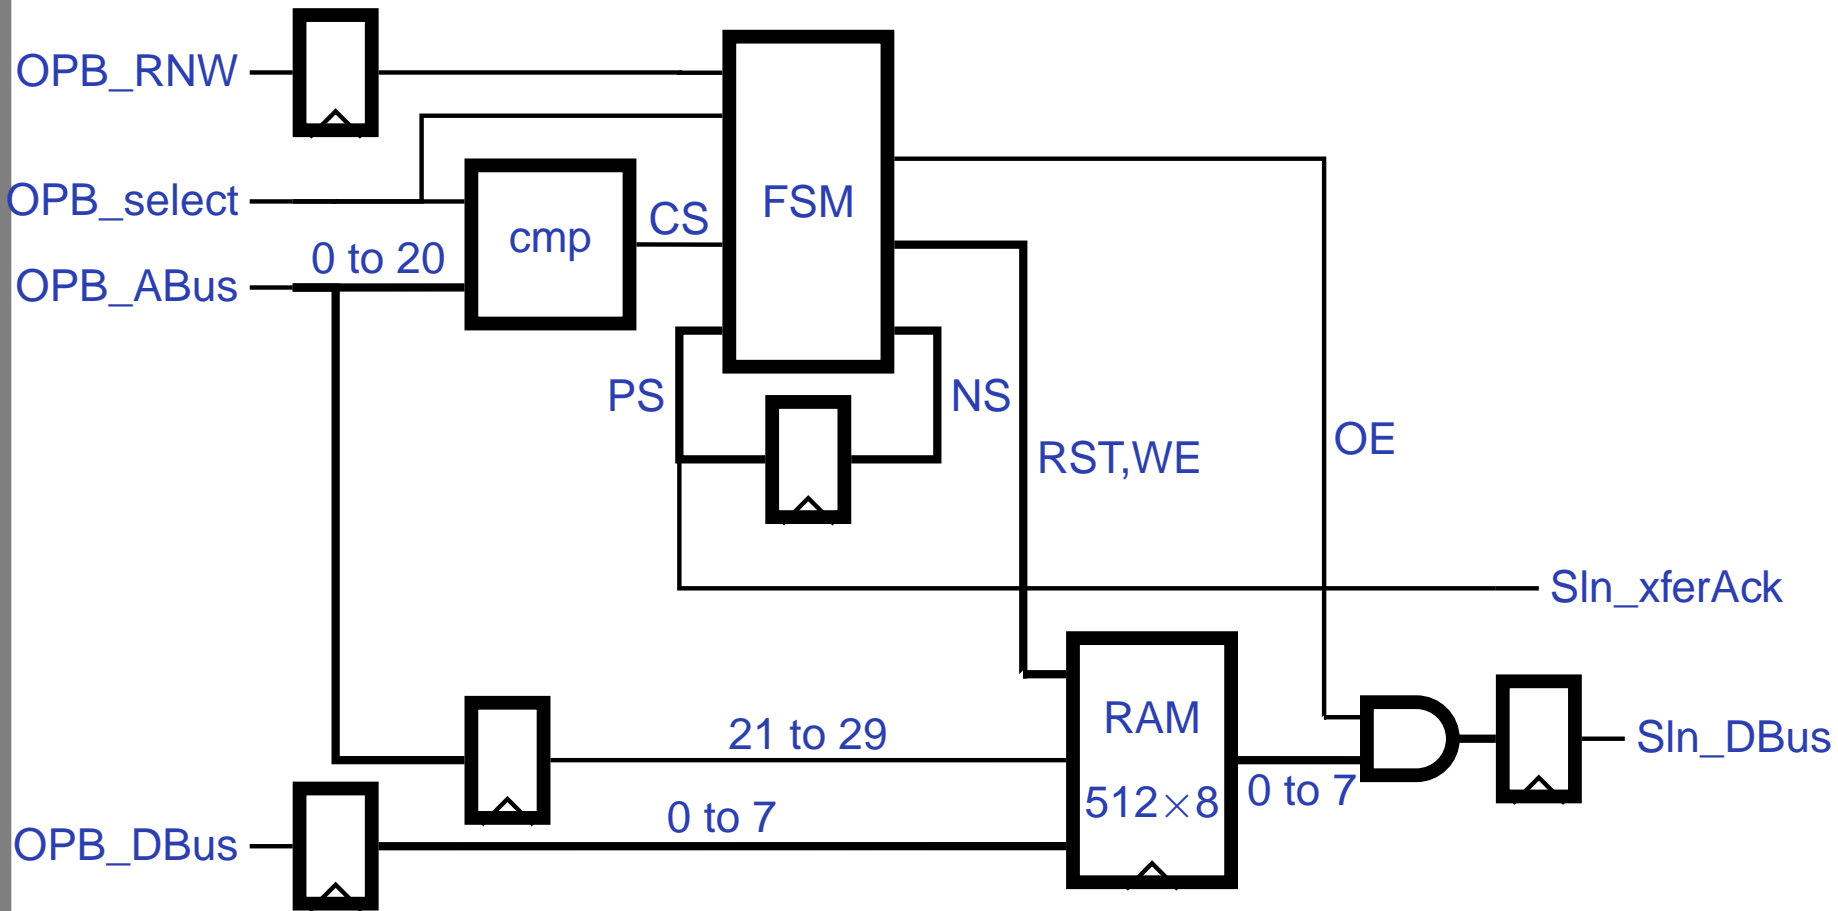 OPB_RNW
OPB_select
FSM
CS
cmp
0 to 20
OPB_ABus
PS
NS
RST,WE
OE
Sln_xferAck
RAM
512×8
21 to 29
0 to 7
Sln_DBus
0 to 7
OPB_DBus